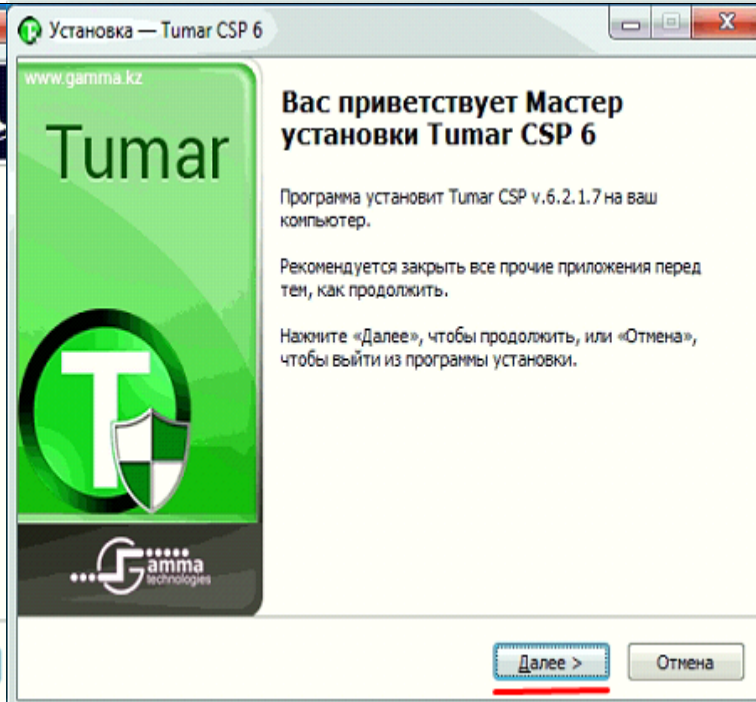 Установка — Tumar CSP 6
www.gamma.kz
Tumar
Вас приветствует Мастер
установки Tumar CSP 6
Программа установит Tumar CSP v.6.2.1.7 на ваш
компьютер.
Рекомендуется закрыть все прочие приложения перед
тем, как продолжить.
Нажмите «Далее», чтобы продолжить, или «Отмена»,
чтобы выйти из программы установки.
Gamma
technologies
Далее >
Отмена